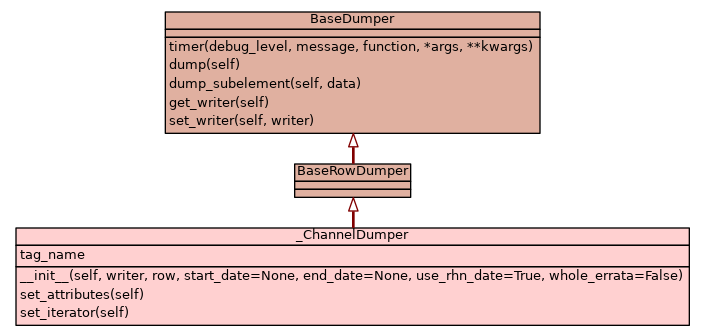 BaseDumper
timer(debug_level, message, function, *args, **kwargs)
dump(self)
dump_subelement(self, data)
get_writer(self)
set_writer(self, writer)
BaseRowDumper
_ChannelDumper
tag_name
__init__(self, writer, row, start_date=None, end_date=None, use_rhn_date=True, whole_errata=False)
set_attributes(self)
set_iterator(self)